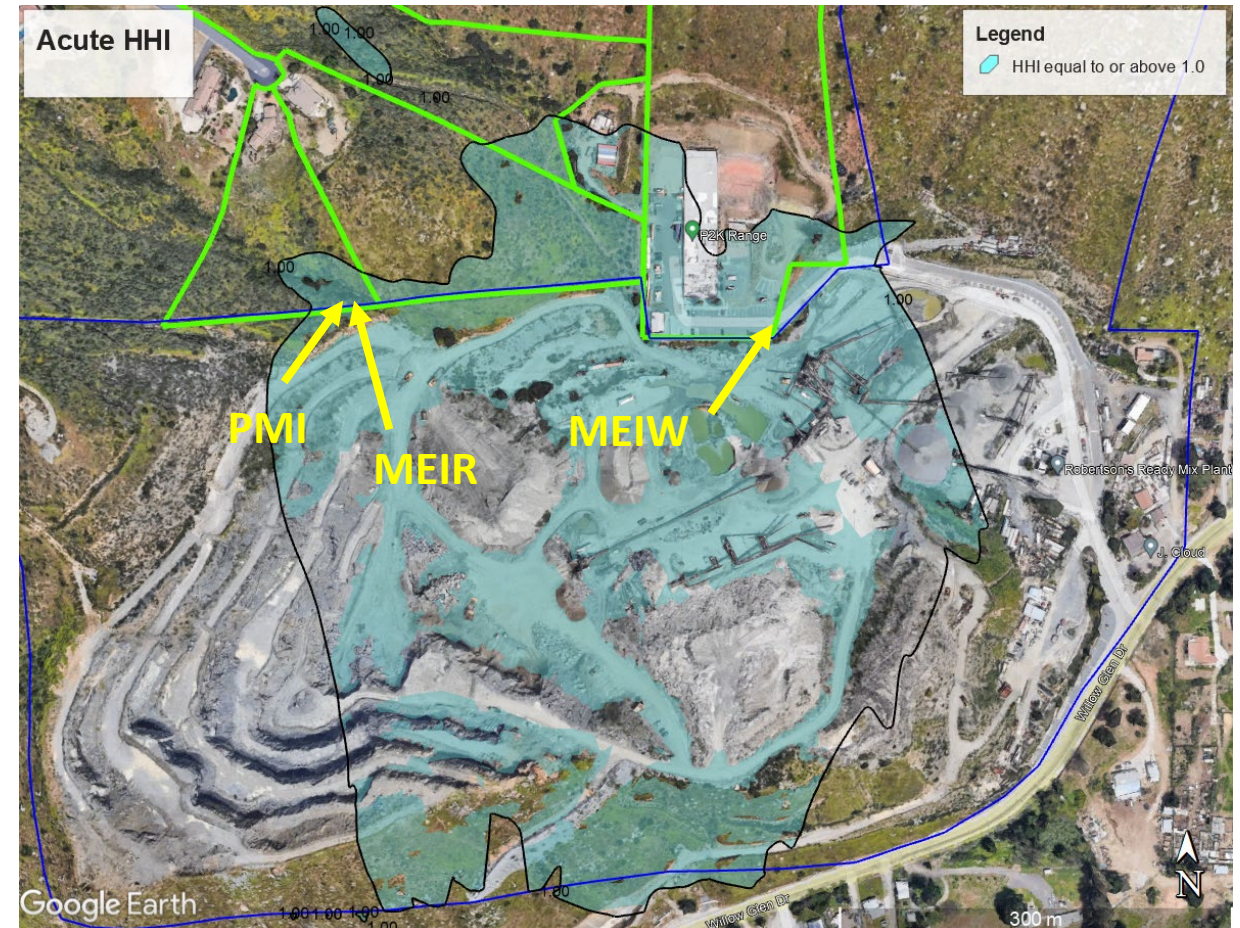 Acute HHI
Legend
HHI equal to or above 1.0
1.00 1.00
1.00
1.00
P2K Range
1.00
1.00
PMI
MEIR
MEIW
Robertson's Ready Mix Plant
J. Cloud
Willow Glen Dr
1.00
1.00 1.00 1.00
1.00
Willow Glen Dr
Google Earth
300 m
N